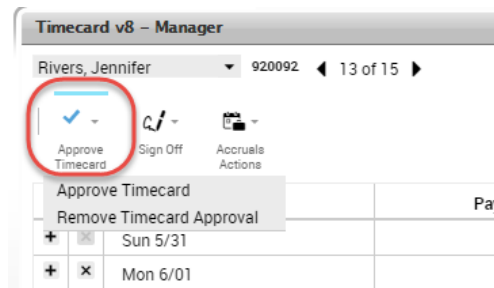 Timecard v8 – Manager
Rivers, Jennifer 920092 13 of 15
Approve Timecard
Sign Off
Accruals Actions
Approve Timecard
Remove Timecard Approval
Pa
Sun 5/31
Mon 6/01